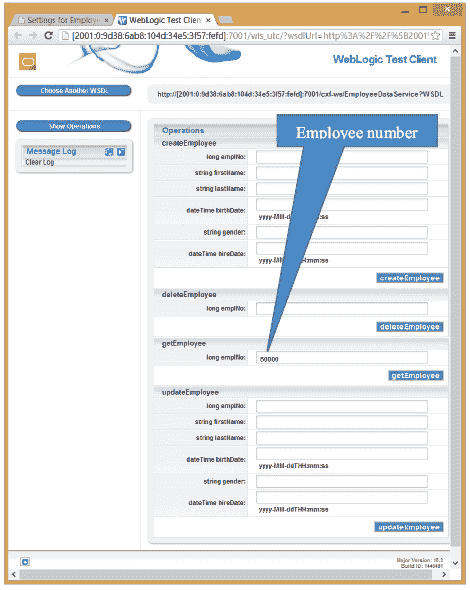 Settings for Employe
WebLogic Test Client
[2001:0:9d38:6ab8:104d:34e5:3f57:fefd]:7001/wls_utc/?wsdlUrl=http%3A%2F%2F%5B2001%
WebLogic Test Client
Choose Another WSDL
http://[2001:0:9d38:6ab8:104d:34e5:3f57:fefd]:7001/cxf-ws/EmployeeDataService?WSDL
Show Operations
Message Log
Clear Log
Employee number
Operations
createEmployee
long emplNo:
string firstName:
string lastName:
dateTime birthDate:
yyyy-MM-ddTHH:mm:ss
string gender:
dateTime hireDate:
createEmployee
deleteEmployee
long emplNo:
deleteEmployee
getEmployee
long emplNo:
50000
getEmployee
updateEmployee
long emplNo:
string firstName:
string lastName:
dateTime birthDate:
yyyy-MM-ddTHH:mm:ss
string gender:
dateTime hireDate:
yyyy-MM-ddTHH:mm:ss
updateEmployee
Major Version: 10.3